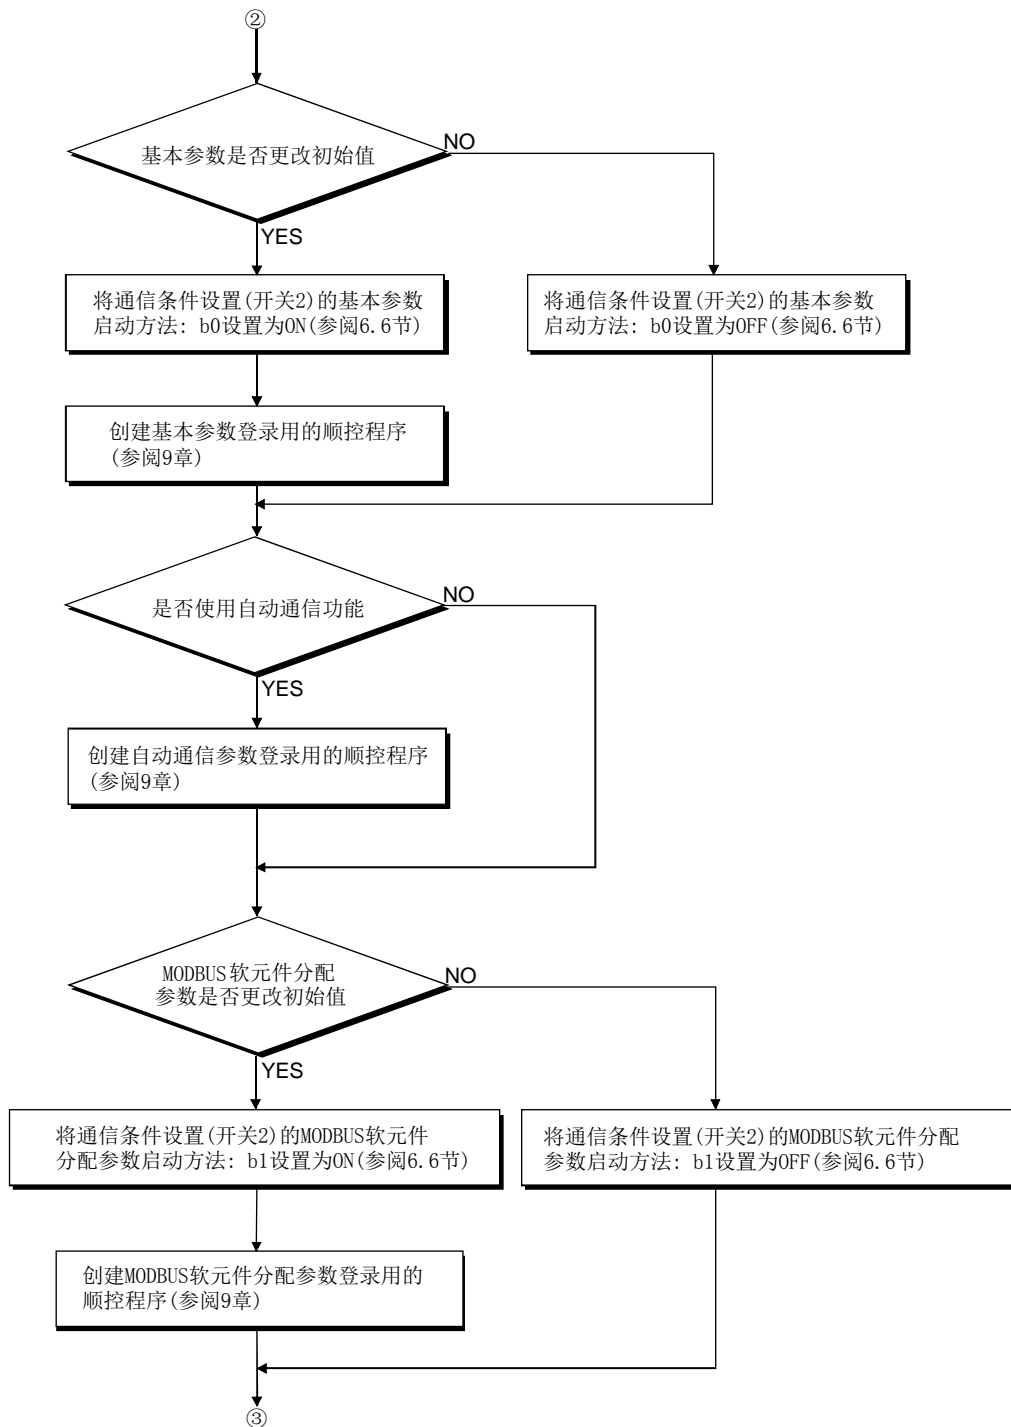 ②
基本参数是否更改初始值
NO
YES
将通信条件设置(开关2)的基本参数
启动方法: b0设置为ON(参阅6.6节)
将通信条件设置(开关2)的基本参数
启动方法: b0设置为OFF(参阅6.6节)
创建基本参数登录用的顺控程序
(参阅9章)
是否使用自动通信功能
NO
YES
创建自动通信参数登录用的顺控程序
(参阅9章)
MODBUS软元件分配
参数是否更改初始值
NO
YES
将通信条件设置(开关2)的MODBUS软元件
分配参数启动方法: b1设置为ON(参阅6.6节)
将通信条件设置(开关2)的MODBUS软元件分配
参数启动方法: b1设置为OFF(参阅6.6节)
创建MODBUS软元件分配参数登录用的
顺控程序(参阅9章)
③